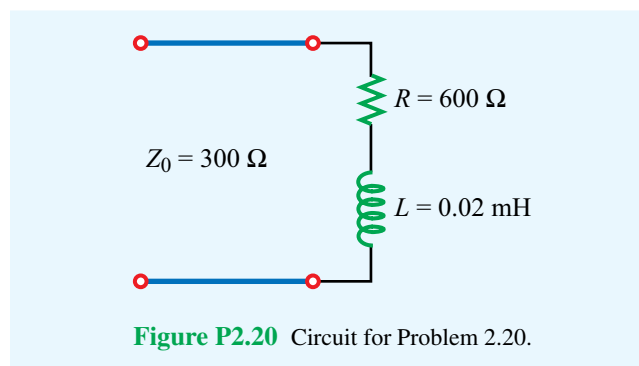 R = 600 Ω
Z₀ = 300 Ω
L = 0.02 mH
Figure P2.20 Circuit for Problem 2.20.